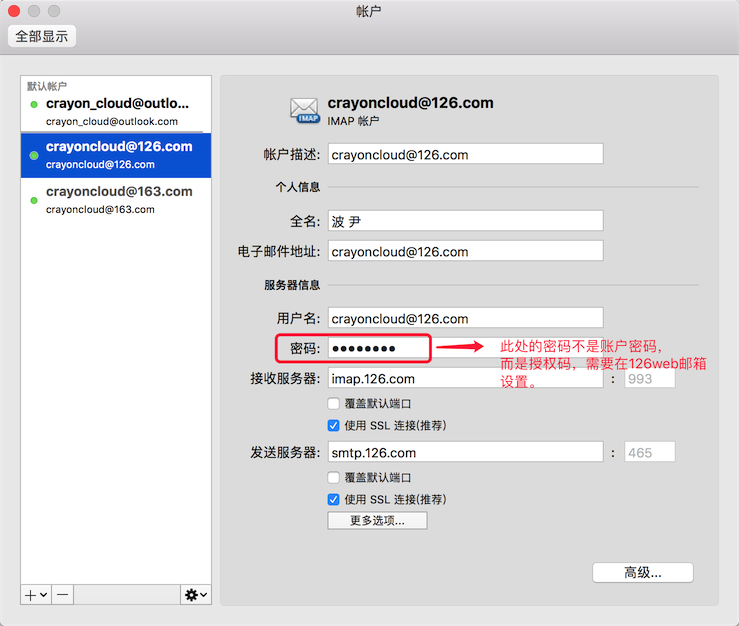 帐户
全部显示
默认帐户
crayon_cloud@outlo...
crayon_cloud@outlook.com
crayoncloud@126.com
crayoncloud@126.com
crayoncloud@163.com
crayoncloud@163.com
crayoncloud@126.com
IMAP
IMAP 帐户
帐户描述: crayoncloud@126.com
个人信息
全名: 波 尹
电子邮件地址: crayoncloud@126.com
服务器信息
用户名: crayoncloud@126.com
密码: ●●●●●●●●
此处的密码不是账户密码，
而是授权码，需要在126web邮箱
设置。
接收服务器: imap.126.com : 993
覆盖默认端口
使用 SSL 连接(推荐)
发送服务器: smtp.126.com : 465
覆盖默认端口
使用 SSL 连接(推荐)
更多选项...
高级...